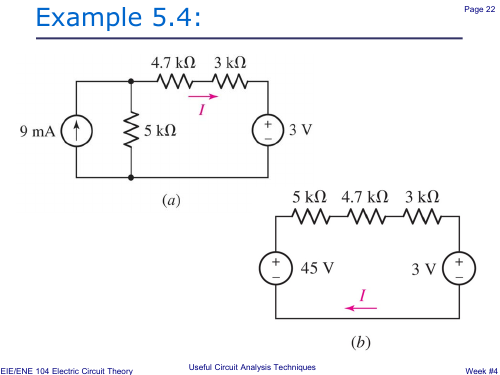 Example 5.4:
Page 22
4.7 kΩ 3 kΩ
I
9 mA
5 kΩ
+
3 V
−
(a)
5 kΩ 4.7 kΩ 3 kΩ
+
45 V
−
3 V
+
−
I
(b)
EIE/ENE 104 Electric Circuit Theory
Useful Circuit Analysis Techniques
Week #4